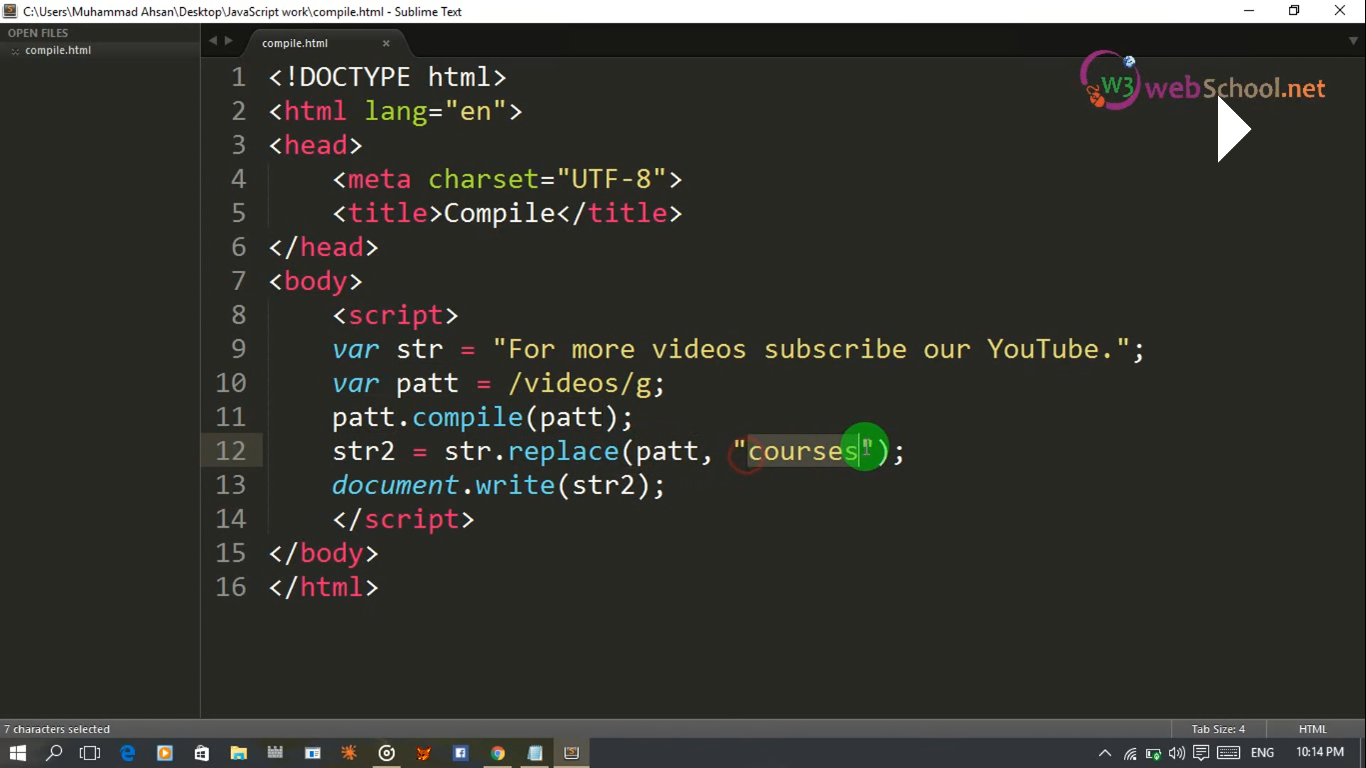 C:\Users\Muhammad Ahsan\Desktop\JavaScript work\compile.html - Sublime Text
OPEN FILES
compile.html
compile.html
W3 webSchool.net
1 <!DOCTYPE html>
2 <html lang="en">
3 <head>
4 <meta charset="UTF-8">
5 <title>Compile</title>
6 </head>
7 <body>
8 <script>
9 var str = "For more videos subscribe our YouTube.";
10 var patt = /videos/g;
11 patt.compile(patt);
12 str2 = str.replace(patt, "courses");
13 document.write(str2);
14 </script>
15 </body>
16 </html>
7 characters selected
Tab Size: 4
HTML
ENG
10:14 PM